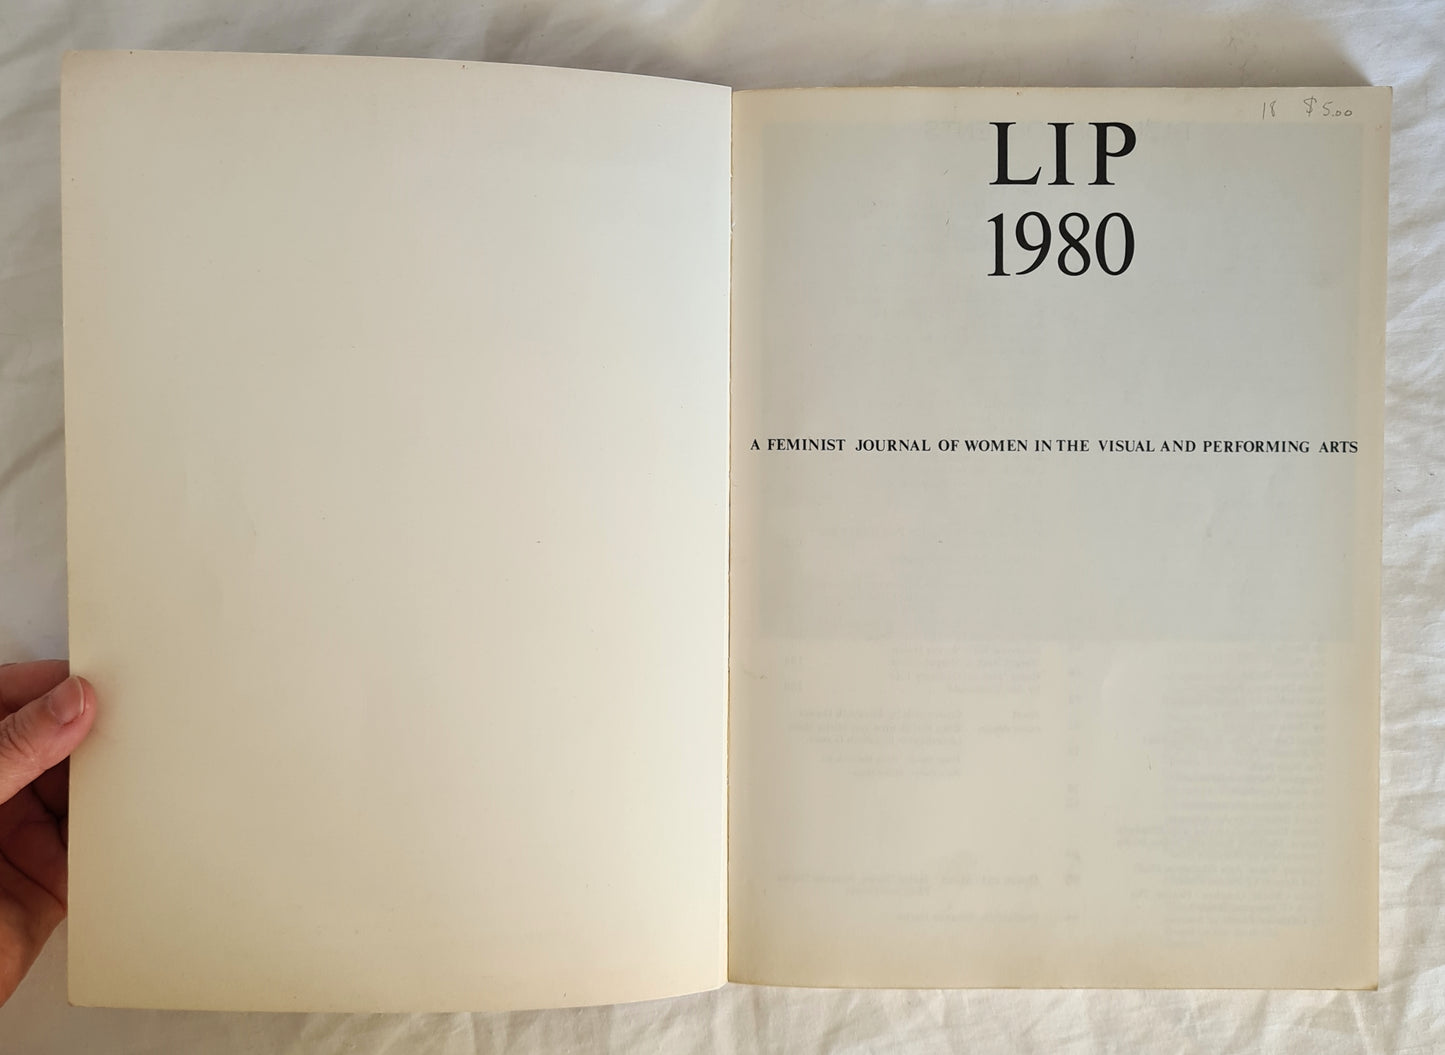 18 $5.00
LIP
1980
A FEMINIST JOURNAL OF WOMEN IN THE VISUAL AND PERFORMING ARTS